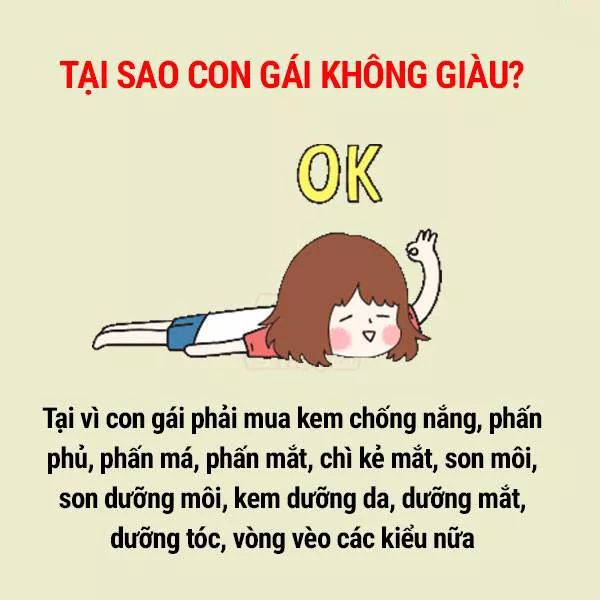 TẠI SAO CON GÁI KHÔNG GIÀU?
OK
Tại vì con gái phải mua kem chống nắng, phấn
phủ, phấn má, phấn mắt, chì kẻ mắt, son môi,
son dưỡng môi, kem dưỡng da, dưỡng mắt,
dưỡng tóc, vòng vèo các kiểu nữa